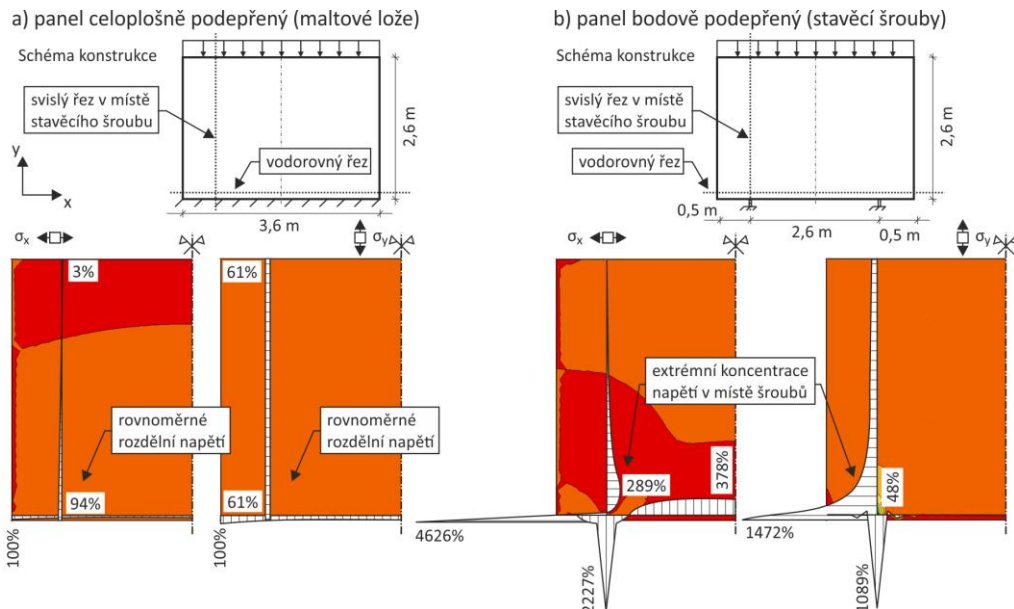 a) panel celoplošně podepřený (maltové lože)
Schéma konstrukce
svislý řez v místě
stavěcího šroubu
vodorovný řez
y
x
2,6 m
3,6 m
σx
σy
3%
61%
rovnoměrné
rozdělní napětí
rovnoměrné
rozdělní napětí
94%
61%
100%
100%
b) panel bodově podepřený (stavěcí šrouby)
Schéma konstrukce
svislý řez v místě
stavěcího šroubu
vodorovný řez
2,6 m
0,5 m
2,6 m
0,5 m
σx
σy
extrémní koncentrace
napětí v místě šroubů
289%
378%
48%
4626%
2227%
1472%
1089%